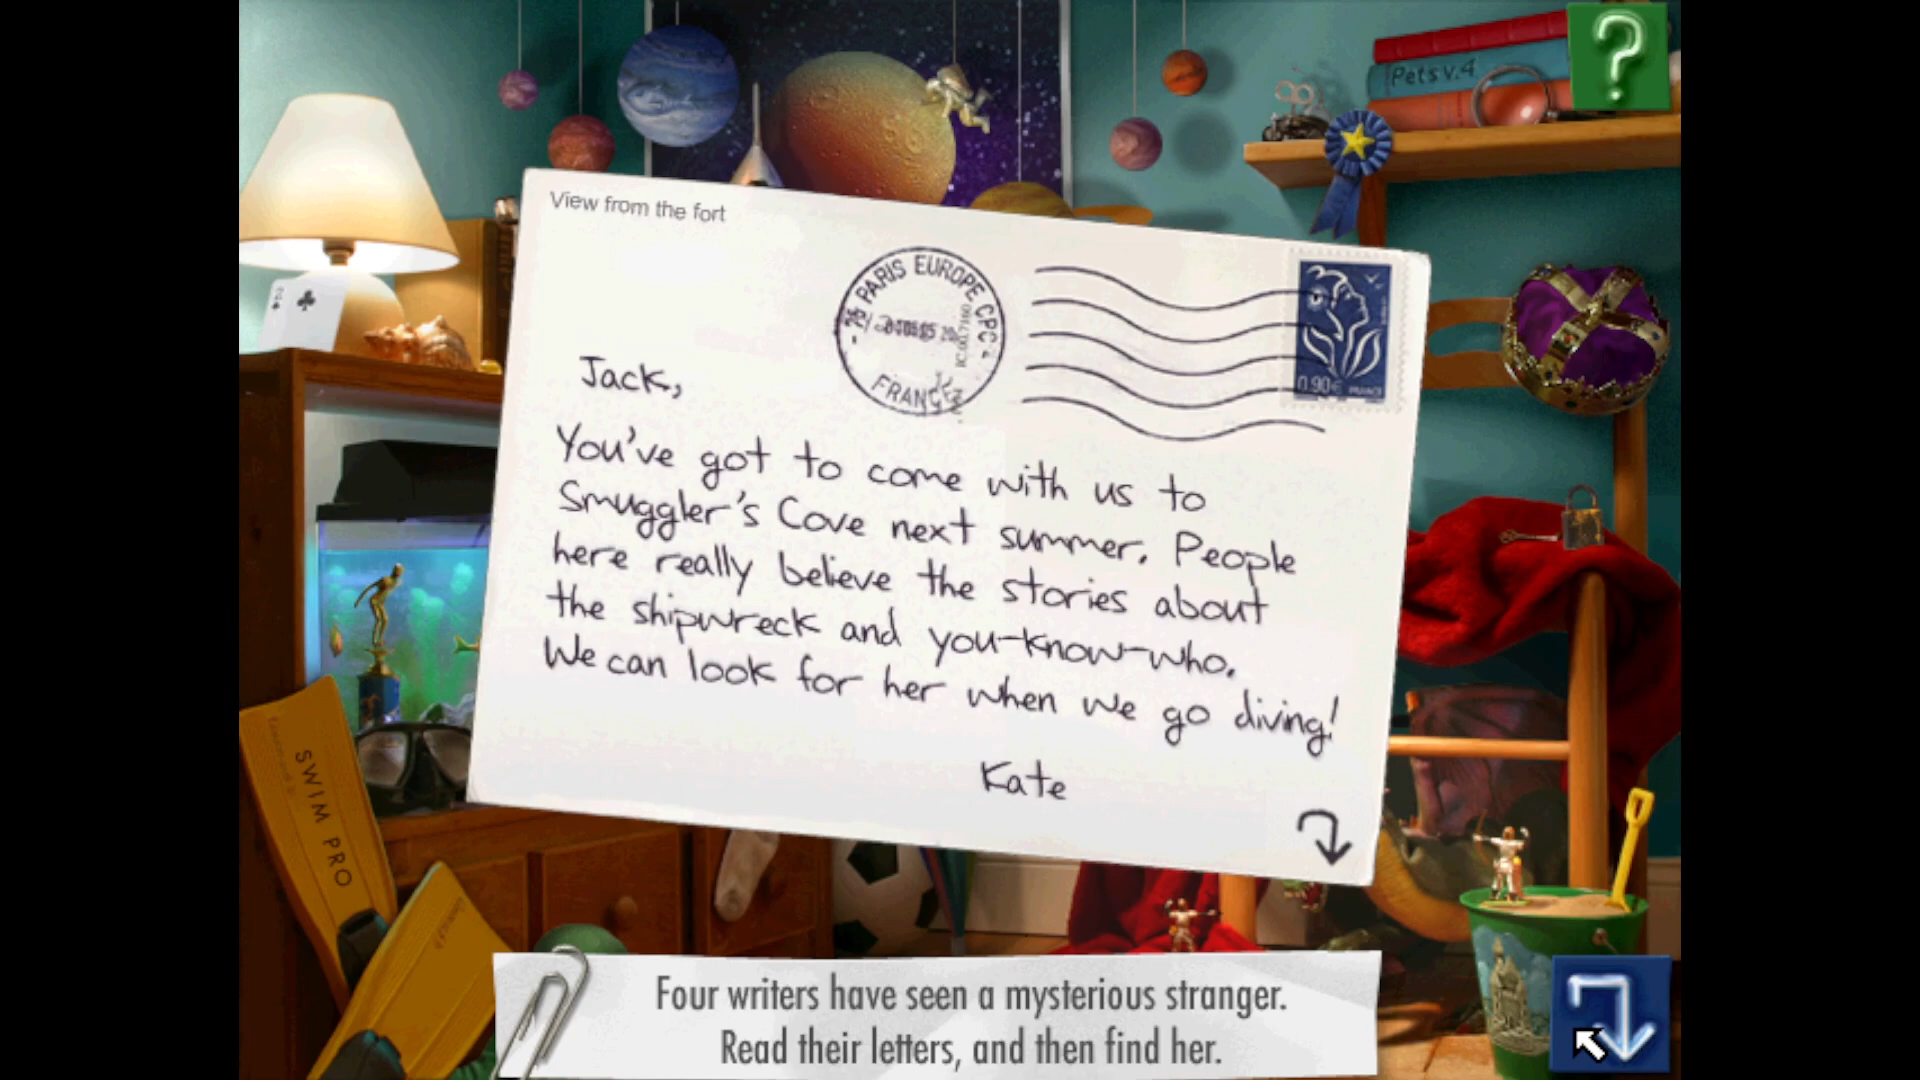 Pets v.4
View from the fort
PARIS EUROPE CPC
FRANCE
0.90€ FRANCE
Jack,
You've got to come with us to
Smuggler's Cove next summer. People
here really believe the stories about
the shipwreck and you-know-who.
We can look for her when we go diving!
Kate
SWIM PRO
Four writers have seen a mysterious stranger.
Read their letters, and then find her.